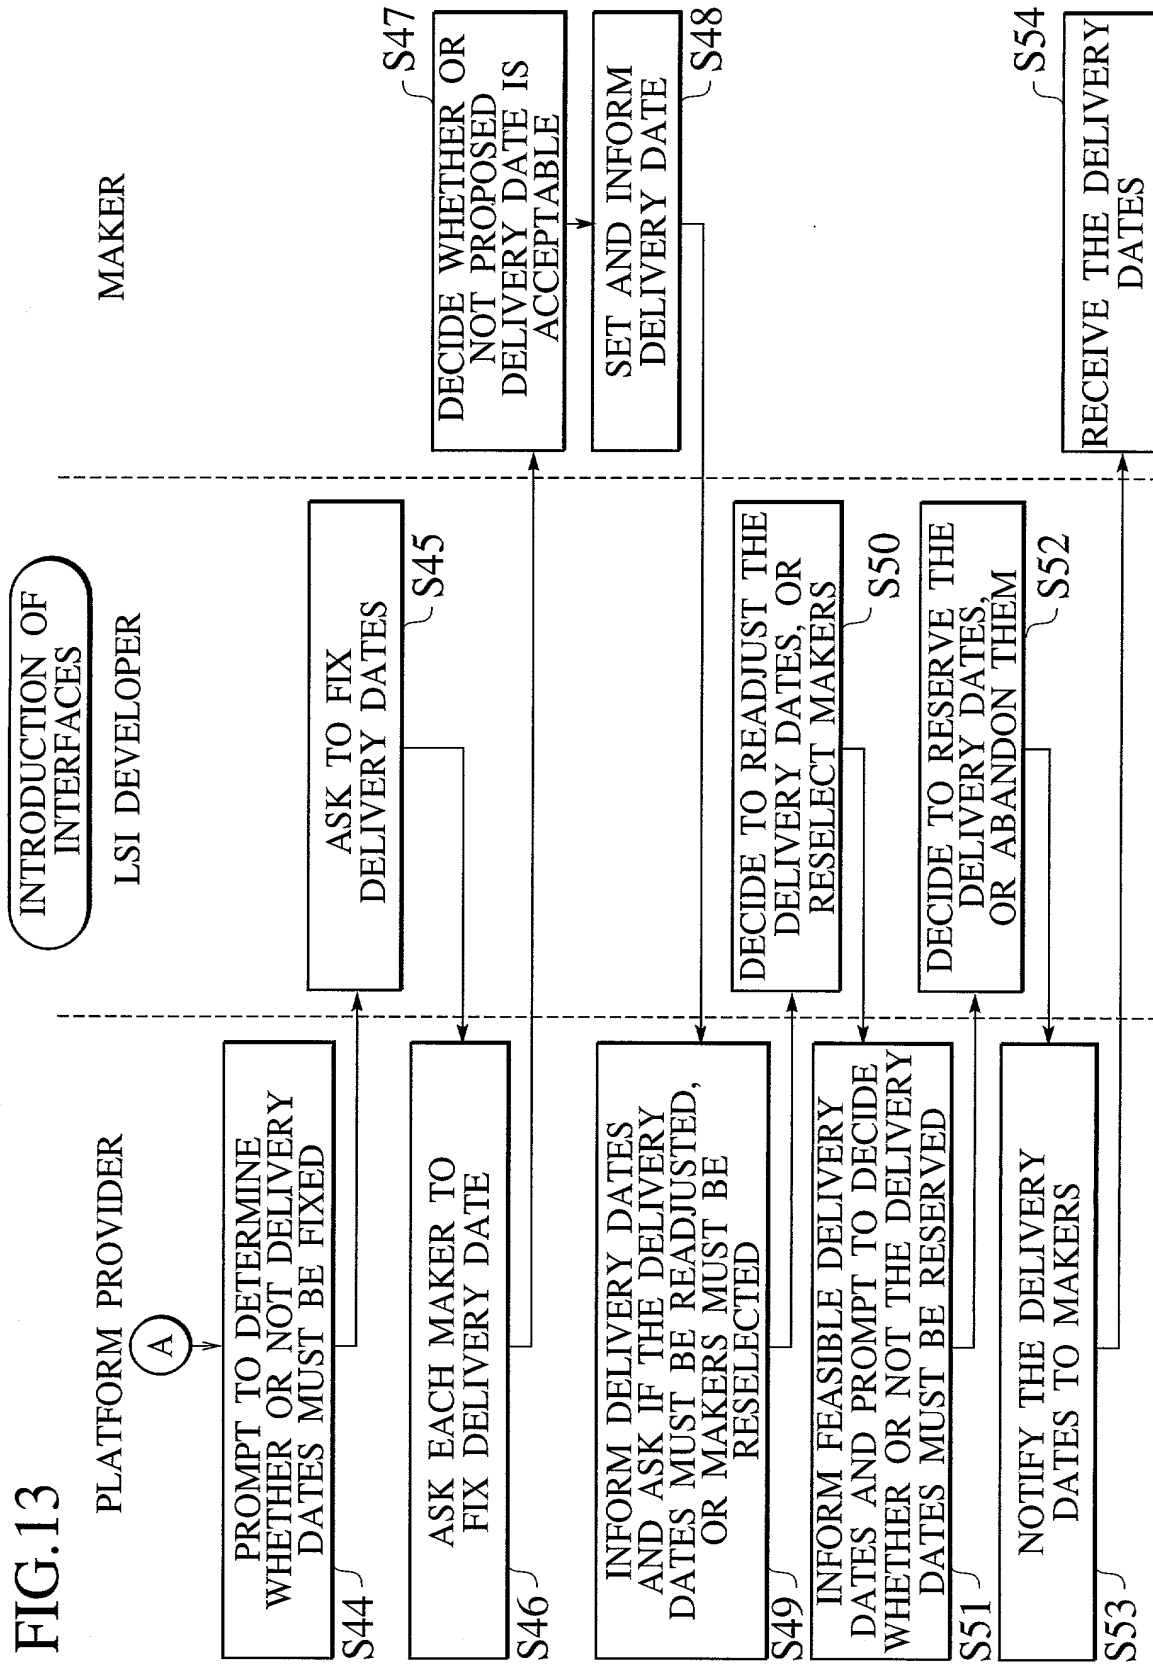 FIG.13
INTRODUCTION OF
INTERFACES
PLATFORM PROVIDER
LSI DEVELOPER
MAKER
A
PROMPT TO DETERMINE
WHETHER OR NOT DELIVERY
DATES MUST BE FIXED
S44
ASK TO FIX
DELIVERY DATES
S45
ASK EACH MAKER TO
FIX DELIVERY DATE
S46
DECIDE WHETHER OR
NOT PROPOSED
DELIVERY DATE IS
ACCEPTABLE
S47
SET AND INFORM
DELIVERY DATE
S48
INFORM DELIVERY DATES
AND ASK IF THE DELIVERY
DATES MUST BE READJUSTED,
OR MAKERS MUST BE
RESELECTED
S49
DECIDE TO READJUST THE
DELIVERY DATES, OR
RESELECT MAKERS
S50
INFORM FEASIBLE DELIVERY
DATES AND PROMPT TO DECIDE
WHETHER OR NOT THE DELIVERY
DATES MUST BE RESERVED
S51
DECIDE TO RESERVE THE
DELIVERY DATES,
OR ABANDON THEM
S52
NOTIFY THE DELIVERY
DATES TO MAKERS
S53
RECEIVE THE DELIVERY
DATES
S54